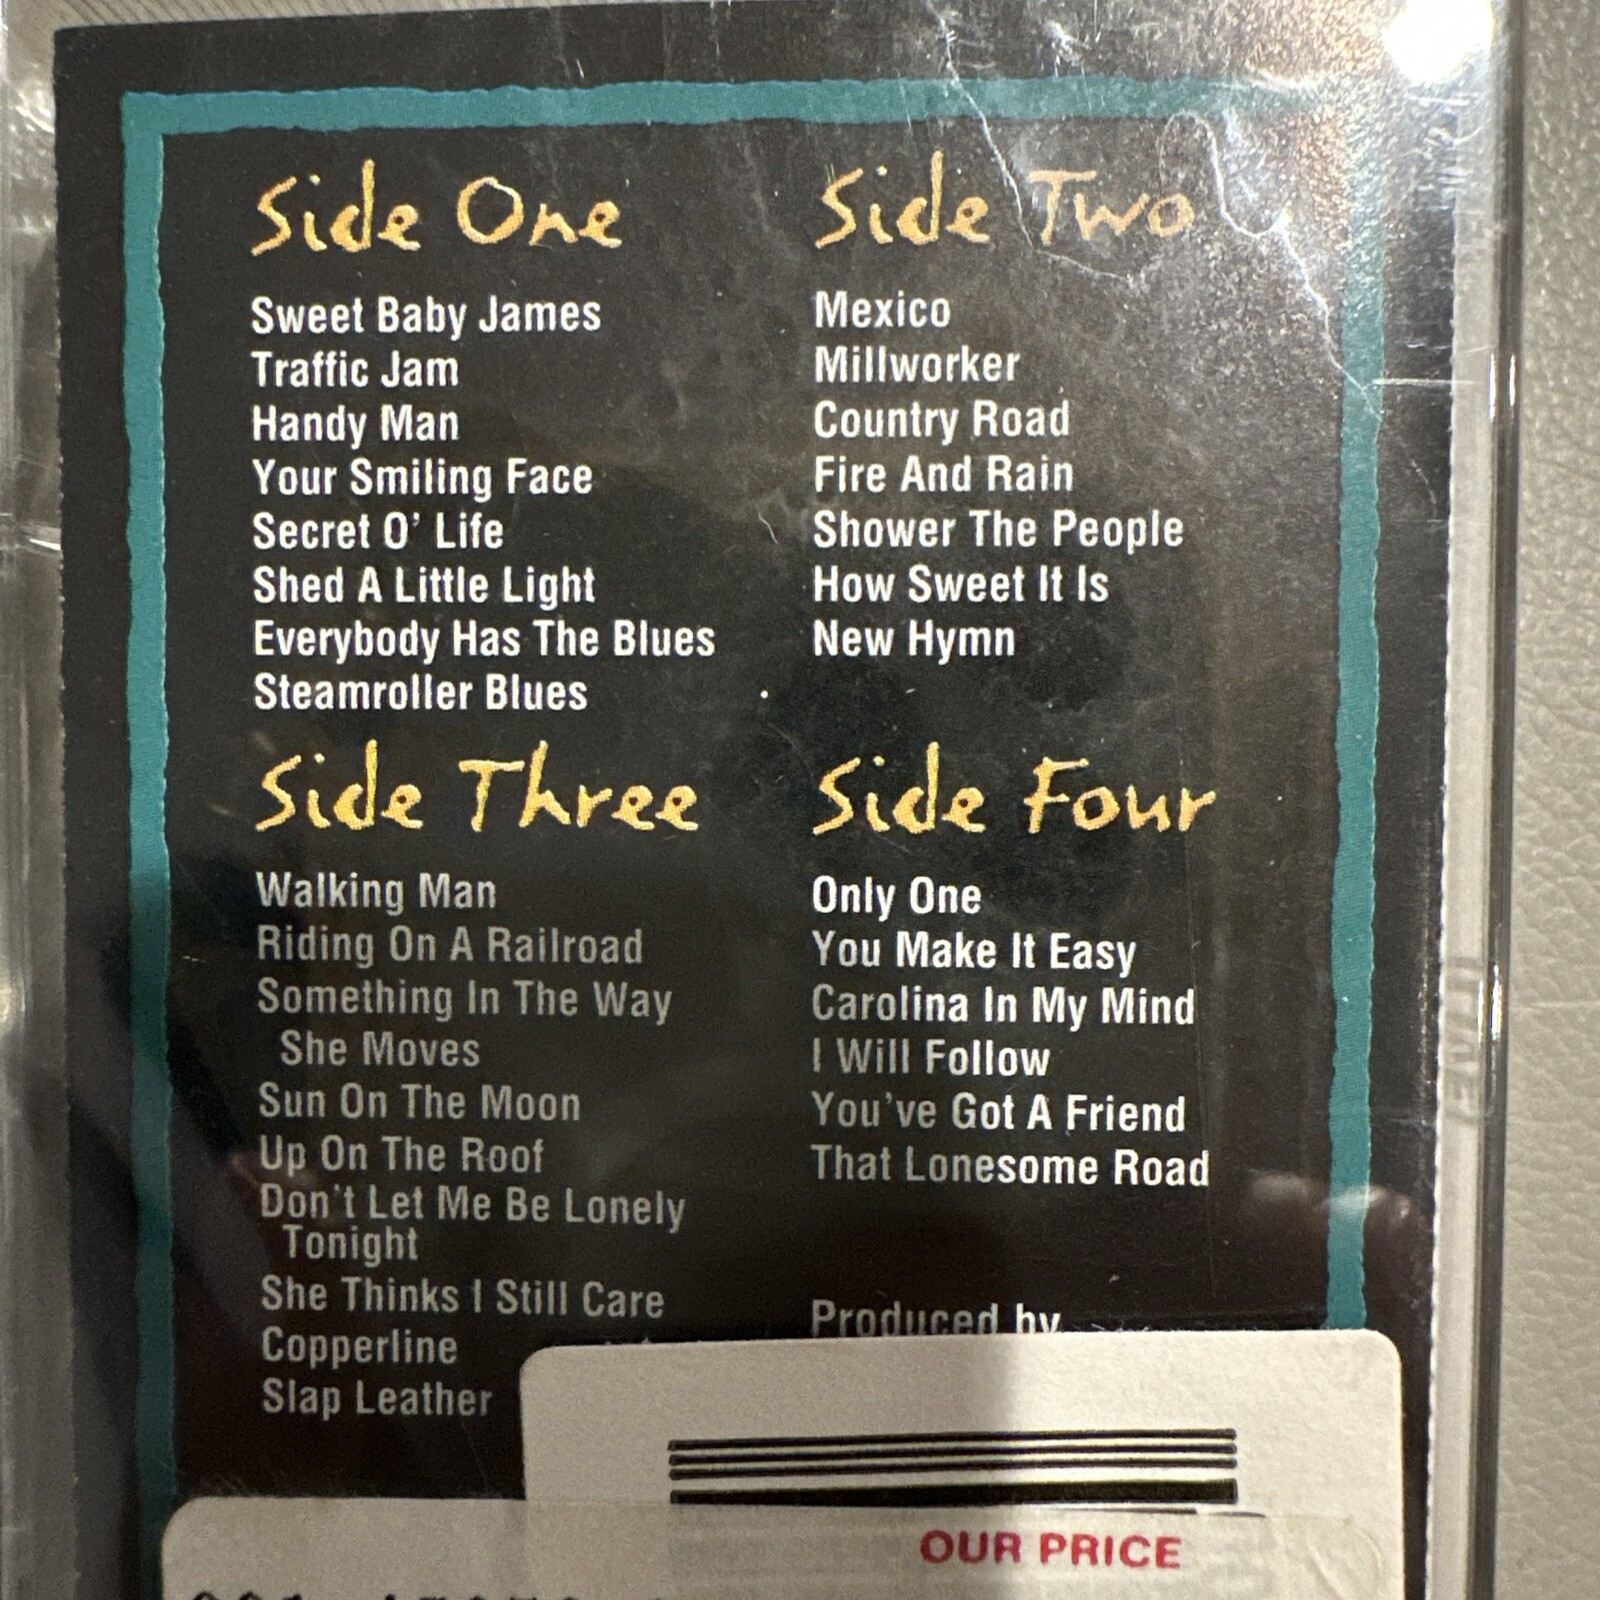 Side One
Sweet Baby James
Traffic Jam
Handy Man
Your Smiling Face
Secret O' Life
Shed A Little Light
Everybody Has The Blues
Steamroller Blues
Side Two
Mexico
Millworker
Country Road
Fire And Rain
Shower The People
How Sweet It Is
New Hymn
Side Three
Walking Man
Riding On A Railroad
Something In The Way
She Moves
Sun On The Moon
Up On The Roof
Don't Let Me Be Lonely
Tonight
She Thinks I Still Care
Copperline
Slap Leather
Side Four
Only One
You Make It Easy
Carolina In My Mind
I Will Follow
You've Got A Friend
That Lonesome Road
Produced by
OUR PRICE